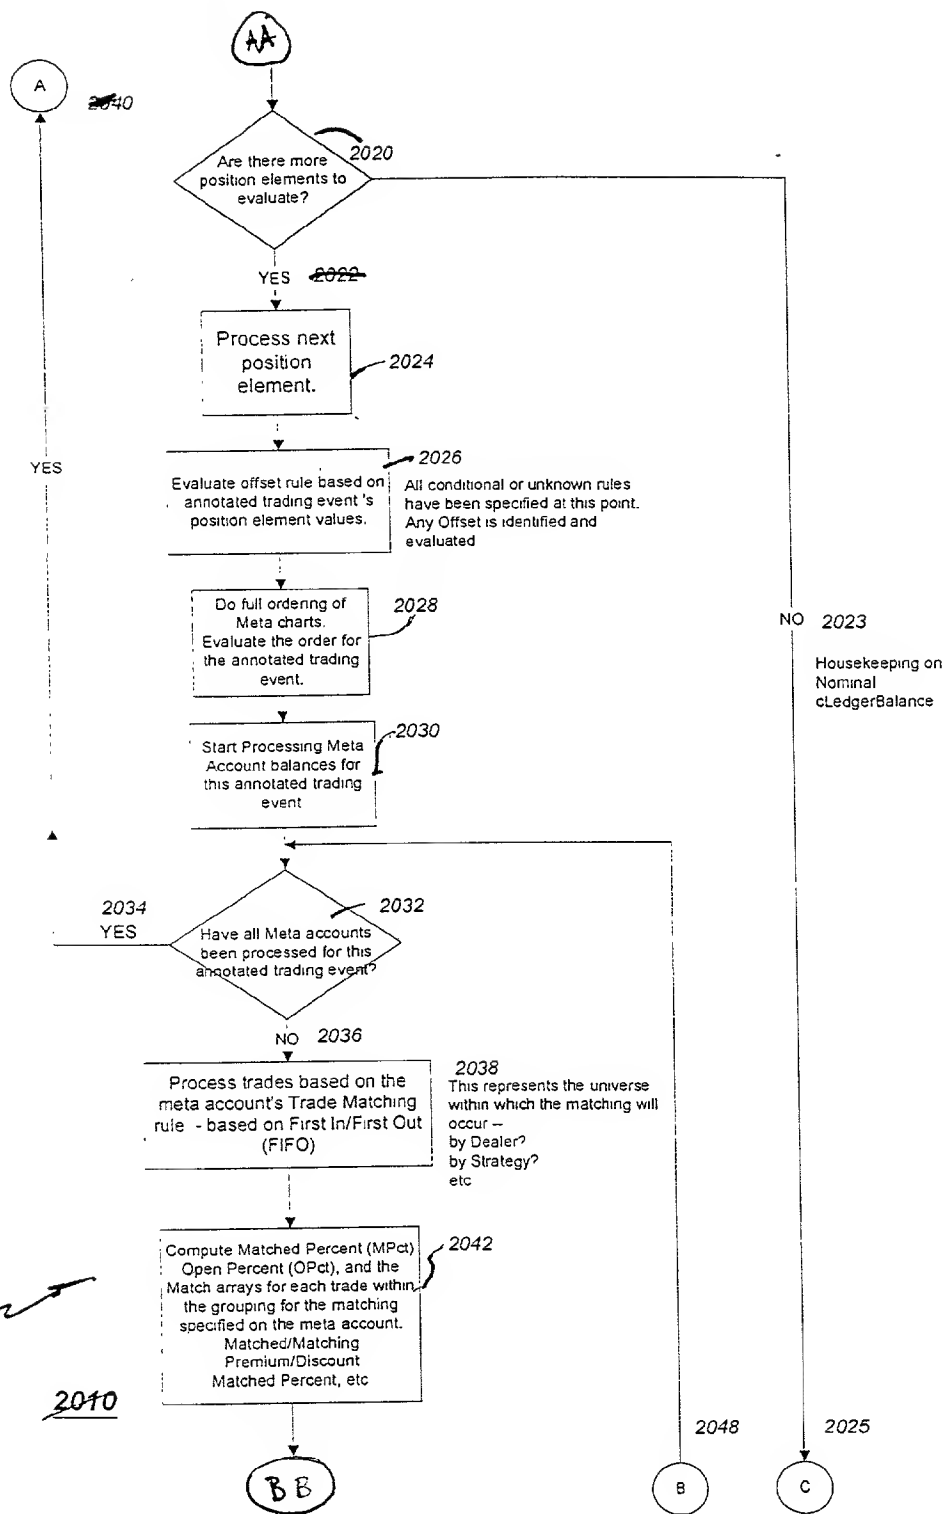 AA
A
2040
2020
Are there more
position elements to
evaluate?
YES
2022
Process next
position
element.
2024
YES
2026
Evaluate offset rule based on
annotated trading event's
position element values.
All conditional or unknown rules
have been specified at this point.
Any Offset is identified and
evaluated
Do full ordering of
Meta charts.
Evaluate the order for
the annotated trading
event.
2028
NO
2023
Housekeeping on
Nominal
cLedgerBalance
2030
Start Processing Meta
Account balances for
this annotated trading
event
2034
YES
2032
Have all Meta accounts
been processed for this
annotated trading event?
NO
2036
Process trades based on the
meta account's Trade Matching
rule - based on First In/First Out
(FIFO)
2038
This represents the universe
within which the matching will
occur –
by Dealer?
by Strategy?
etc
Compute Matched Percent (MPct)
Open Percent (OPct), and the
Match arrays for each trade within
the grouping for the matching
specified on the meta account.
Matched/Matching
Premium/Discount
Matched Percent, etc
2042
2010
2048
2025
BB
B
C